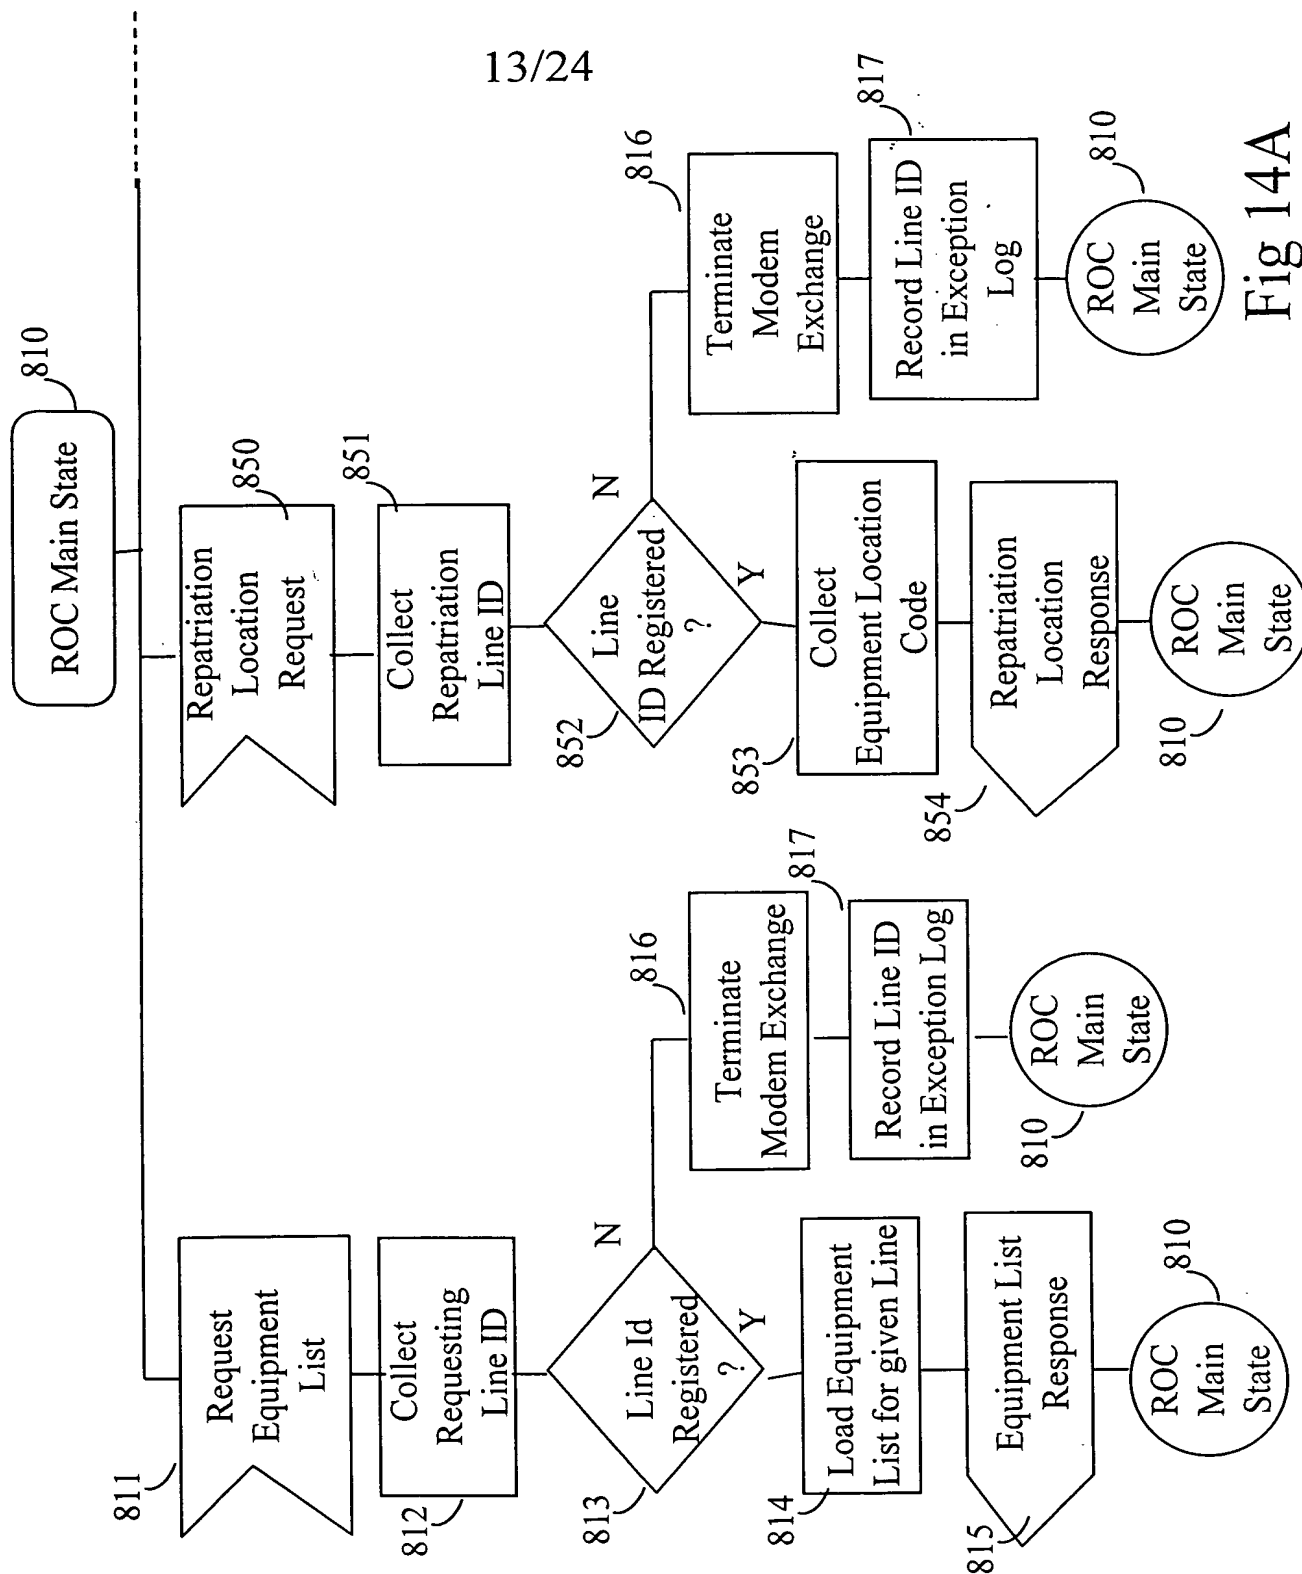 13/24
ROC Main State
810
Request
Equipment
List
811
Collect
Requesting
Line ID
812
Line Id
Registered
?
813
N
Y
Load Equipment
List for given Line
814
Equipment List
Response
815
ROC
Main
State
810
Terminate
Modem Exchange
816
Record Line ID
in Exception Log
817
ROC
Main
State
810
Repatriation
Location
Request
850
Collect
Repatriation
Line ID
851
Line
ID Registered
?
852
N
Y
Collect
Equipment Location
Code
853
Repatriation
Location
Response
854
ROC
Main
State
810
Terminate
Modem
Exchange
816
Record Line ID
in Exception
Log
817
ROC
Main
State
810
Fig 14A